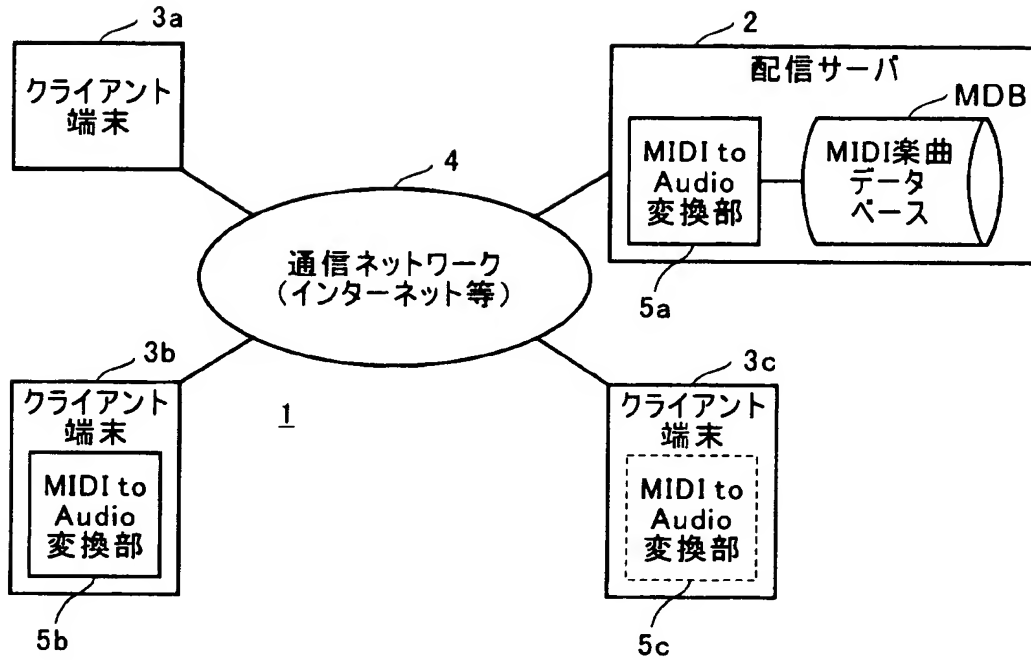 3a
クライアント
端末
2
配信サーバ
MDB
MIDI to
Audio
変換部
MIDI楽曲
データ
ベース
5a
4
通信ネットワーク
(インターネット等)
3b
クライアント
端末
MIDI to
Audio
変換部
5b
1
3c
クライアント
端末
MIDI to
Audio
変換部
5c